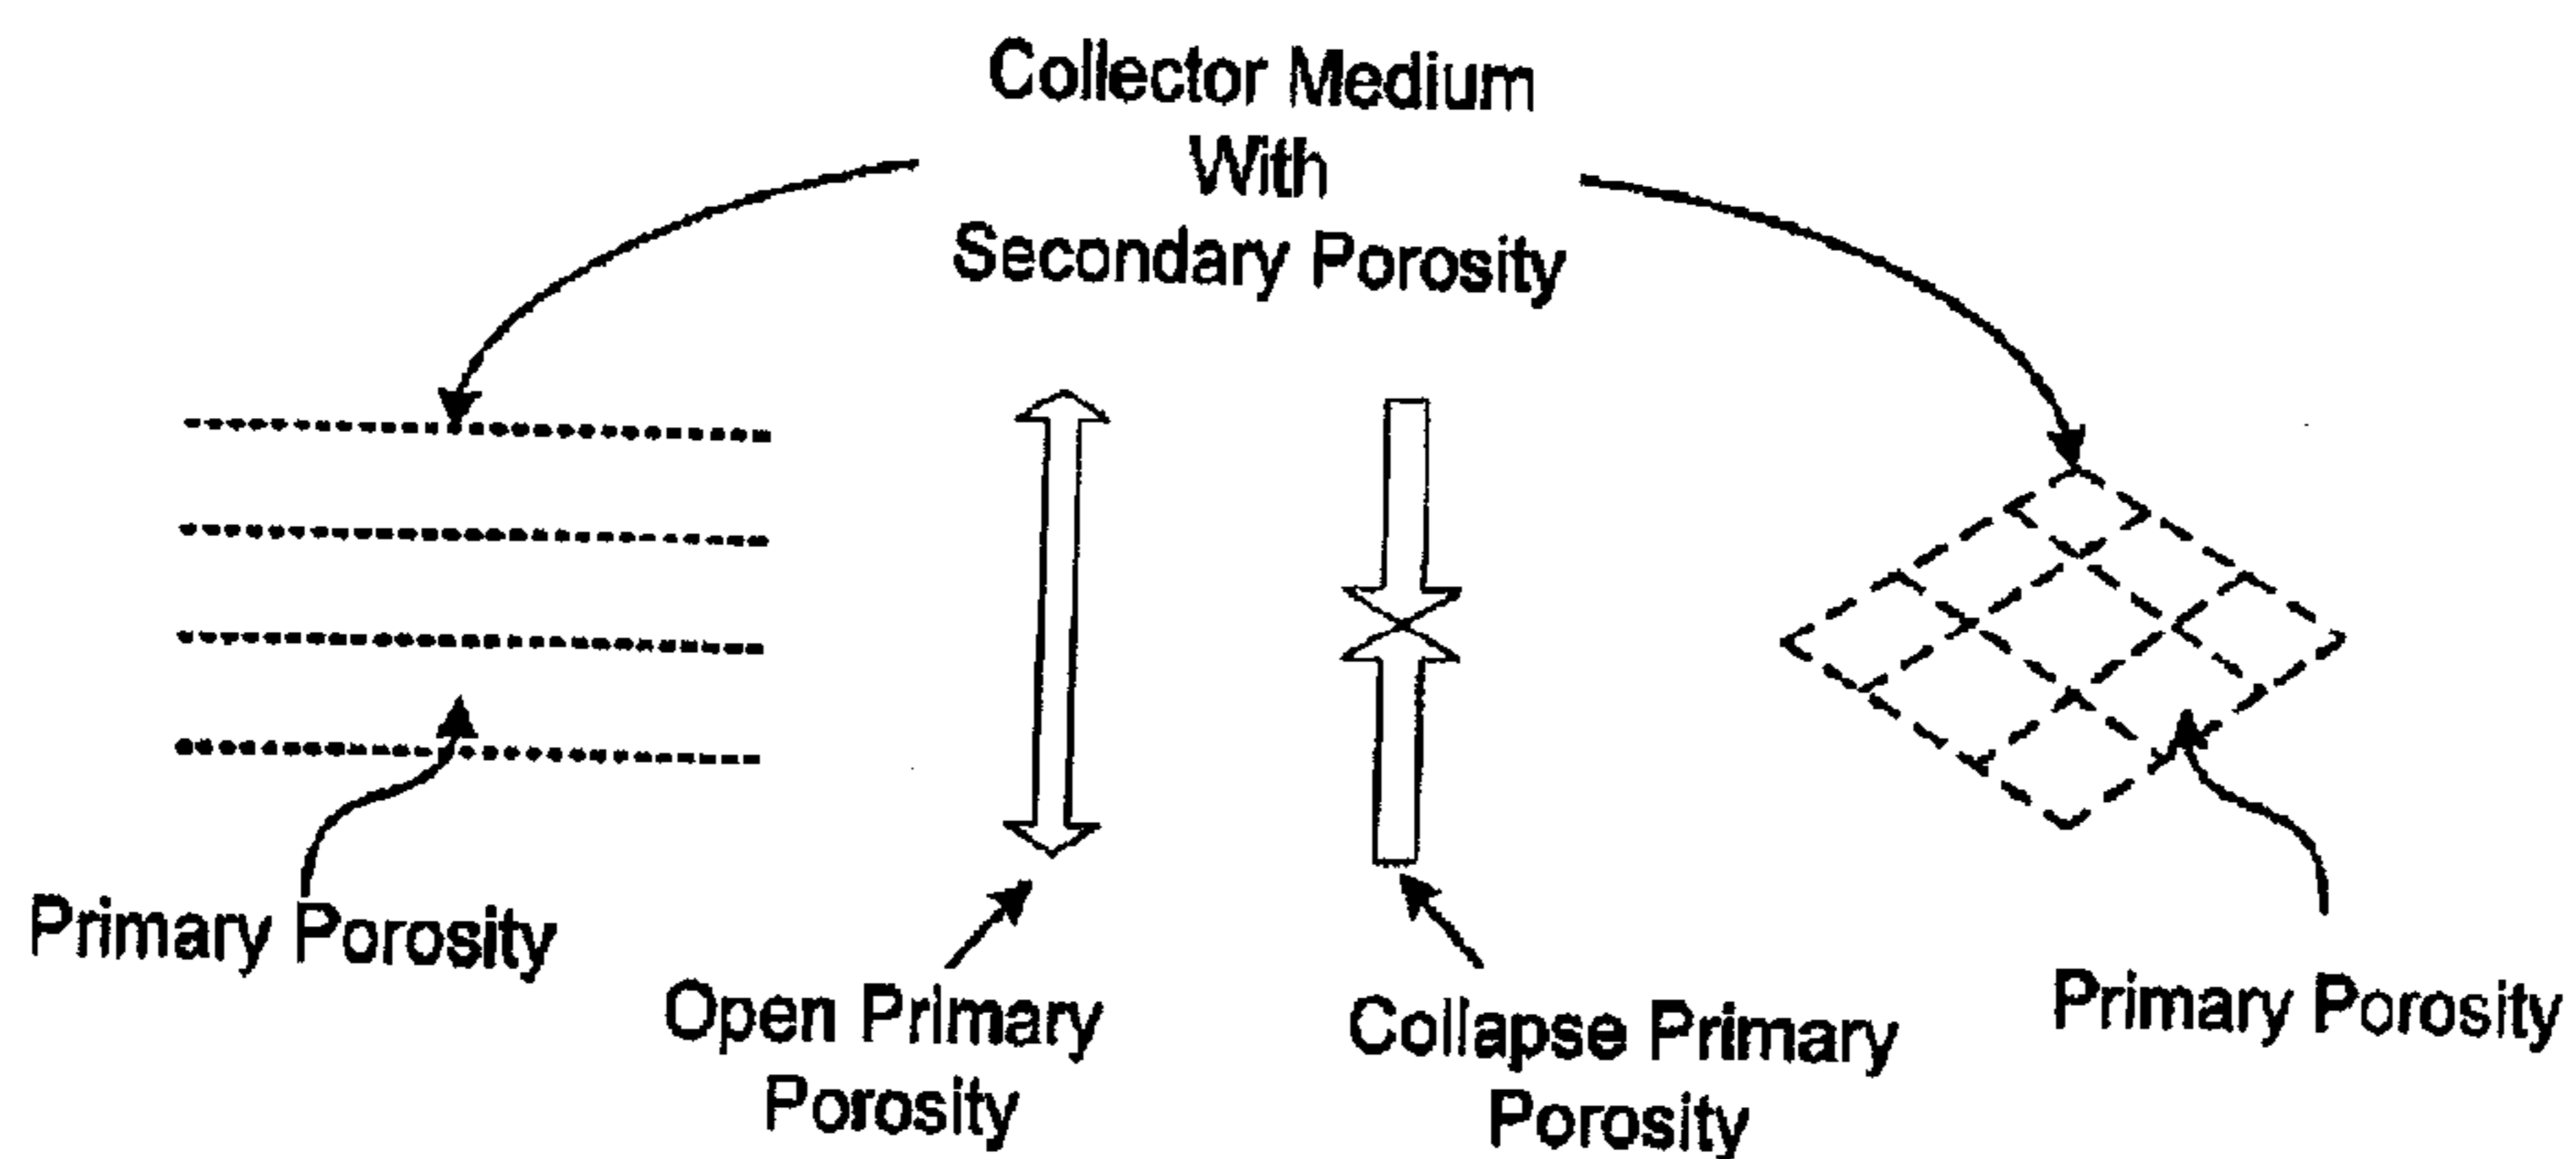 Collector Medium
With
Secondary Porosity
Primary Porosity
Open Primary
Porosity
Collapse Primary
Porosity
Primary Porosity